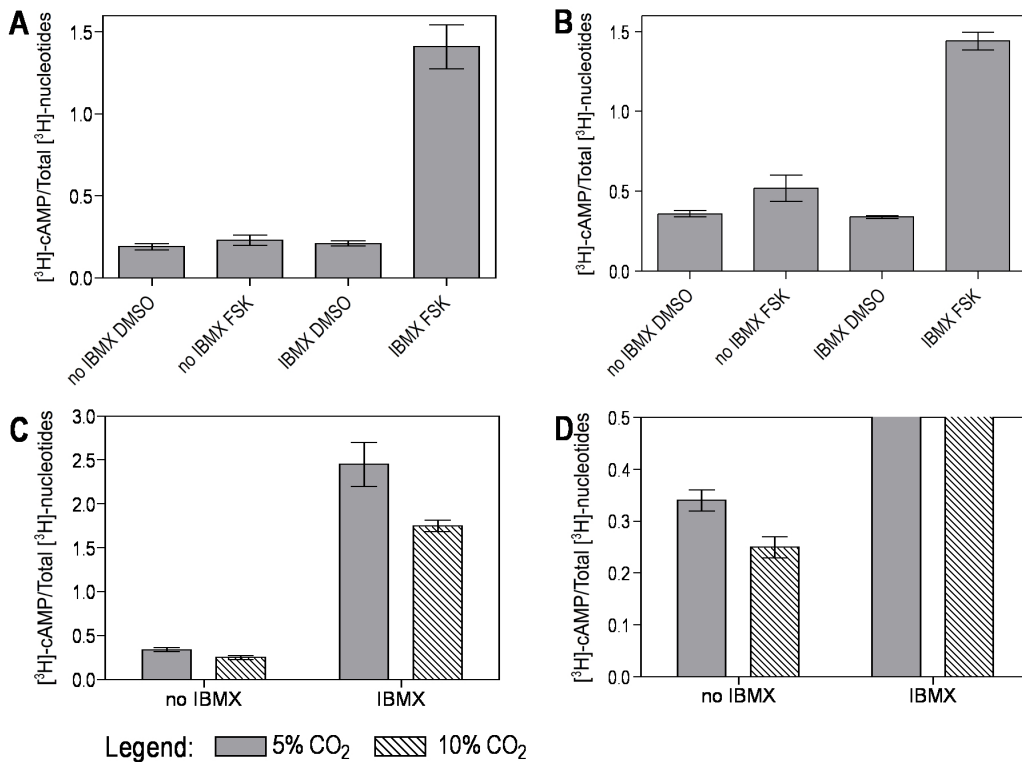 A
[³H]-cAMP/Total [³H]-nucleotides
1.5
1.0
0.5
0.0
no IBMX DMSO
no IBMX FSK
IBMX DMSO
IBMX FSK
B
[³H]-cAMP/Total [³H]-nucleotides
1.5
1.0
0.5
0.0
no IBMX DMSO
no IBMX FSK
IBMX DMSO
IBMX FSK
C
[³H]-cAMP/Total [³H]-nucleotides
3.0
2.5
2.0
1.5
1.0
0.5
0.0
no IBMX
IBMX
D
[³H]-cAMP/Total [³H]-nucleotides
0.5
0.4
0.3
0.2
0.1
0.0
no IBMX
IBMX
Legend: 5% CO₂ 10% CO₂